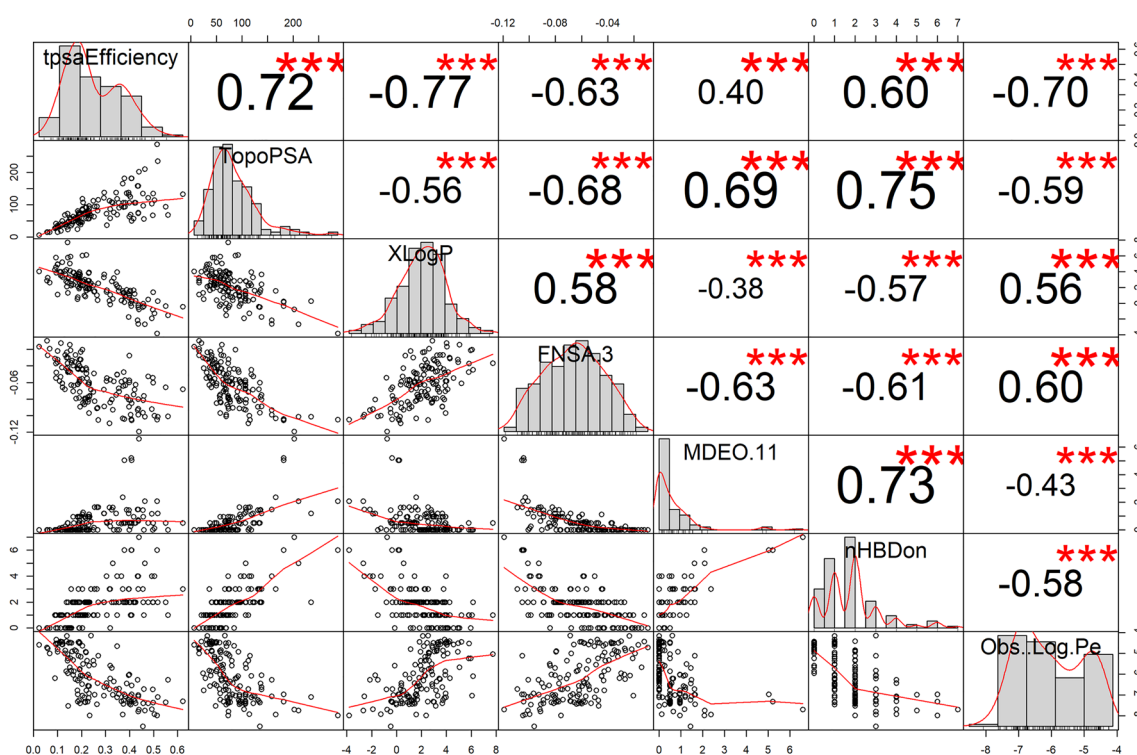 0 50 100 200
-0.12 -0.08 -0.04
0 1 2 3 4 5 6 7
tpsaEfficiency
***
0.72
***
-0.77
***
-0.63
***
0.40
***
0.60
***
-0.70
0 100 200
TopoPSA
***
-0.56
***
-0.68
***
0.69
***
0.75
***
-0.59
XLogP
***
0.58
***
-0.38
***
-0.57
***
0.56
-0.12 -0.06
FNSA.3
***
-0.63
***
-0.61
***
0.60
MDEO.11
***
0.73
***
-0.43
0 2 4 6
nHBDon
***
-0.58
Obs..Log.Pe
0.0 0.1 0.2 0.3 0.4 0.5 0.6
-4 -2 0 2 4 6 8
0 1 2 3 4 5 6
-8 -7 -6 -5 -4